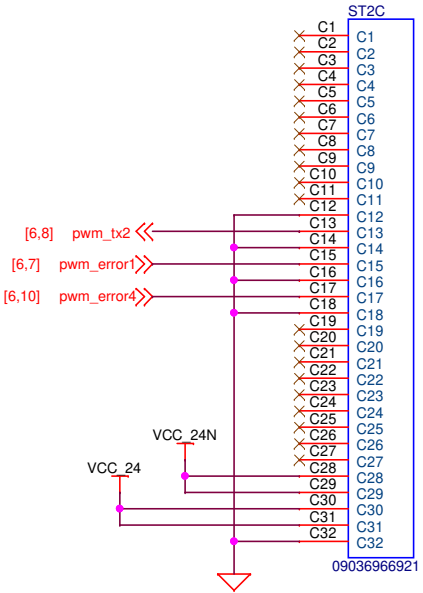 ST2C
C1 C1
C2 C2
C3 C3
C4 C4
C5 C5
C6 C6
C7 C7
C8 C8
C9 C9
C10 C10
C11 C11
C12 C12
[6,8] pwm_tx2 C13 C13
C14 C14
[6,7] pwm_error1 C15 C15
C16 C16
[6,10] pwm_error4 C17 C17
C18 C18
C19 C19
C20 C20
C21 C21
C22 C22
C23 C23
C24 C24
C25 C25
C26 C26
VCC_24N
C27 C27
VCC_24
C28 C28
C29 C29
C30 C30
C31 C31
C32 C32
09036966921